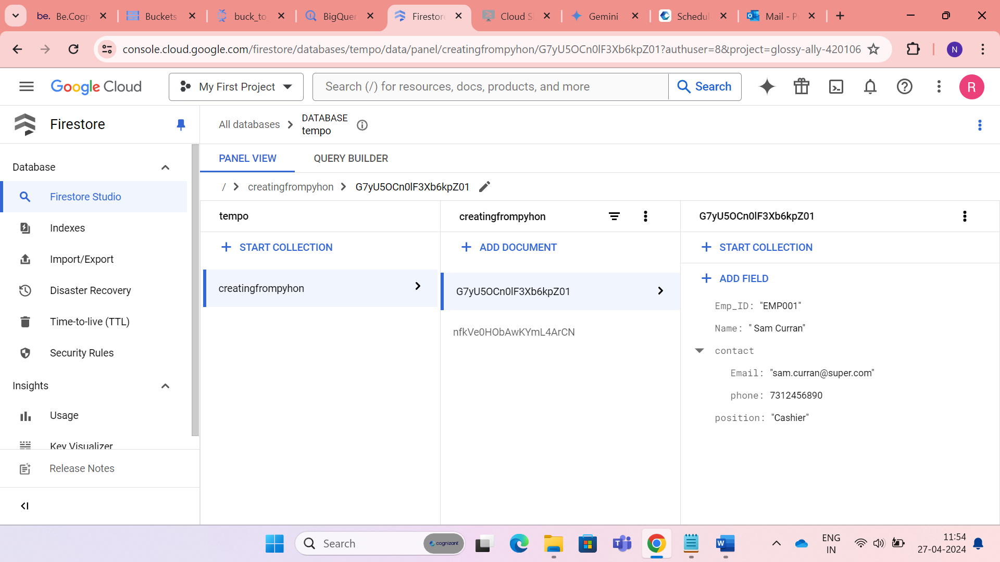 be. Be.Cogn Buckets buck_to_ BigQuer Firestore Cloud S Gemini Schedul Mail - P
console.cloud.google.com/firestore/databases/tempo/data/panel/creatingfrompyhon/G7yU5OCn0lF3Xb6kpZ01?authuser=8&project=glossy-ally-420106
N
Google Cloud
My First Project
Search (/) for resources, docs, products, and more
Search
R
Firestore
All databases
DATABASE
tempo
PANEL VIEW
QUERY BUILDER
/ creatingfrompyhon G7yU5OCn0lF3Xb6kpZ01
Database
Firestore Studio
Indexes
Import/Export
Disaster Recovery
Time-to-live (TTL)
Security Rules
Insights
Usage
Key Visualizer
Release Notes
tempo
START COLLECTION
creatingfrompyhon
creatingfrompyhon
ADD DOCUMENT
G7yU5OCn0lF3Xb6kpZ01
nfkVe0HObAwKYmL4ArCN
G7yU5OCn0lF3Xb6kpZ01
START COLLECTION
ADD FIELD
Emp_ID: "EMP001"
Name: " Sam Curran"
contact
Email: "sam.curran@super.com"
phone: 7312456890
position: "Cashier"
Search
cognizant
ENG
IN
11:54
27-04-2024